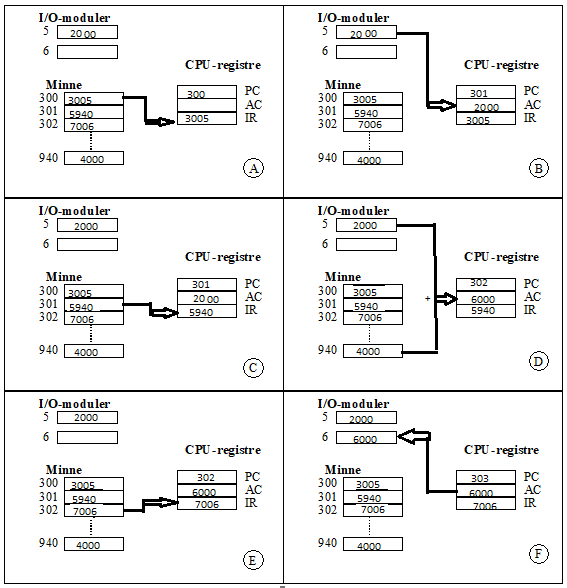 I/O-moduler
5 2000
6
CPU-registre
Minne
300 3005
301 5940
302 7006
940 4000
300 PC
AC
3005 IR
A
I/O-moduler
5 2000
6
CPU-registre
Minne
300 3005
301 5940
302 7006
940 4000
301 PC
2000 AC
3005 IR
B
I/O-moduler
5 2000
6
CPU-registre
Minne
300 3005
301 5940
302 7006
940 4000
301 PC
2000 AC
5940 IR
C
I/O-moduler
5 2000
6
CPU-registre
Minne
300 3005
301 5940
302 7006
940 4000
+
302 PC
6000 AC
5940 IR
D
I/O-moduler
5 2000
6
CPU-registre
Minne
300 3005
301 5940
302 7006
940 4000
302 PC
6000 AC
7006 IR
E
I/O-moduler
5 2000
6 6000
CPU-registre
Minne
300 3005
301 5940
302 7006
940 4000
303 PC
6000 AC
7006 IR
F